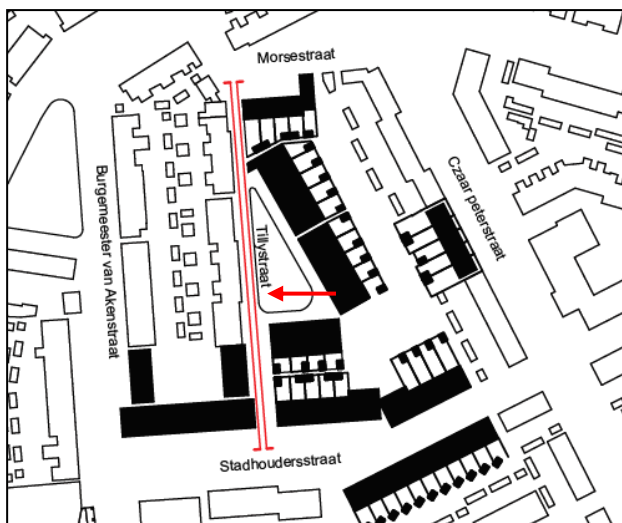 Morsestraat
Burgemeester van Akenstraat
Tillystraat
Czaar peterstraat
Stadhoudersstraat